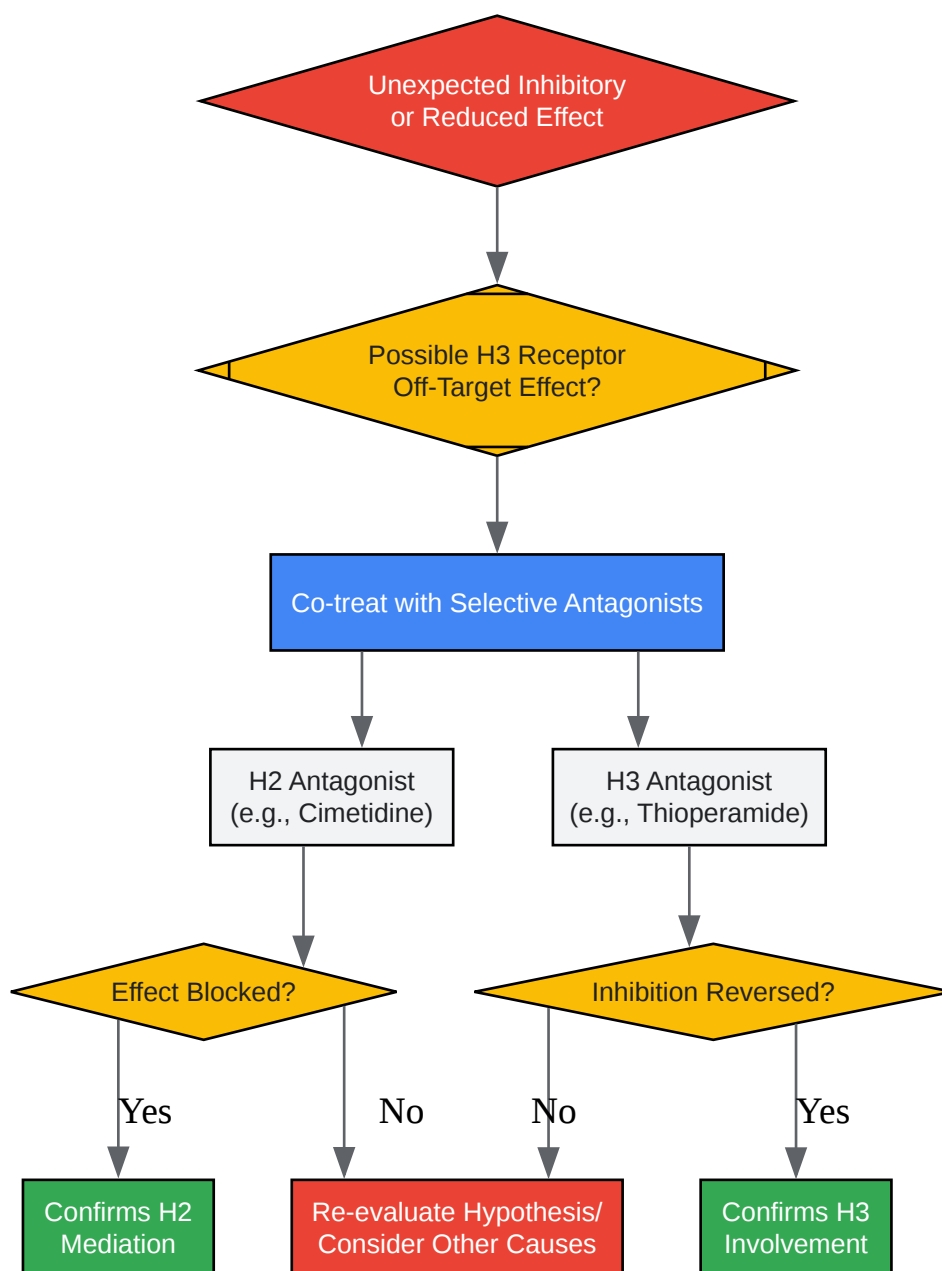 Unexpected Inhibitory
or Reduced Effect
Possible H3 Receptor
Off-Target Effect?
Co-treat with Selective Antagonists
H2 Antagonist
(e.g., Cimetidine)
H3 Antagonist
(e.g., Thioperamide)
Effect Blocked?
Inhibition Reversed?
Yes
No
No
Yes
Confirms H2
Mediation
Re-evaluate Hypothesis/
Consider Other Causes
Confirms H3
Involvement